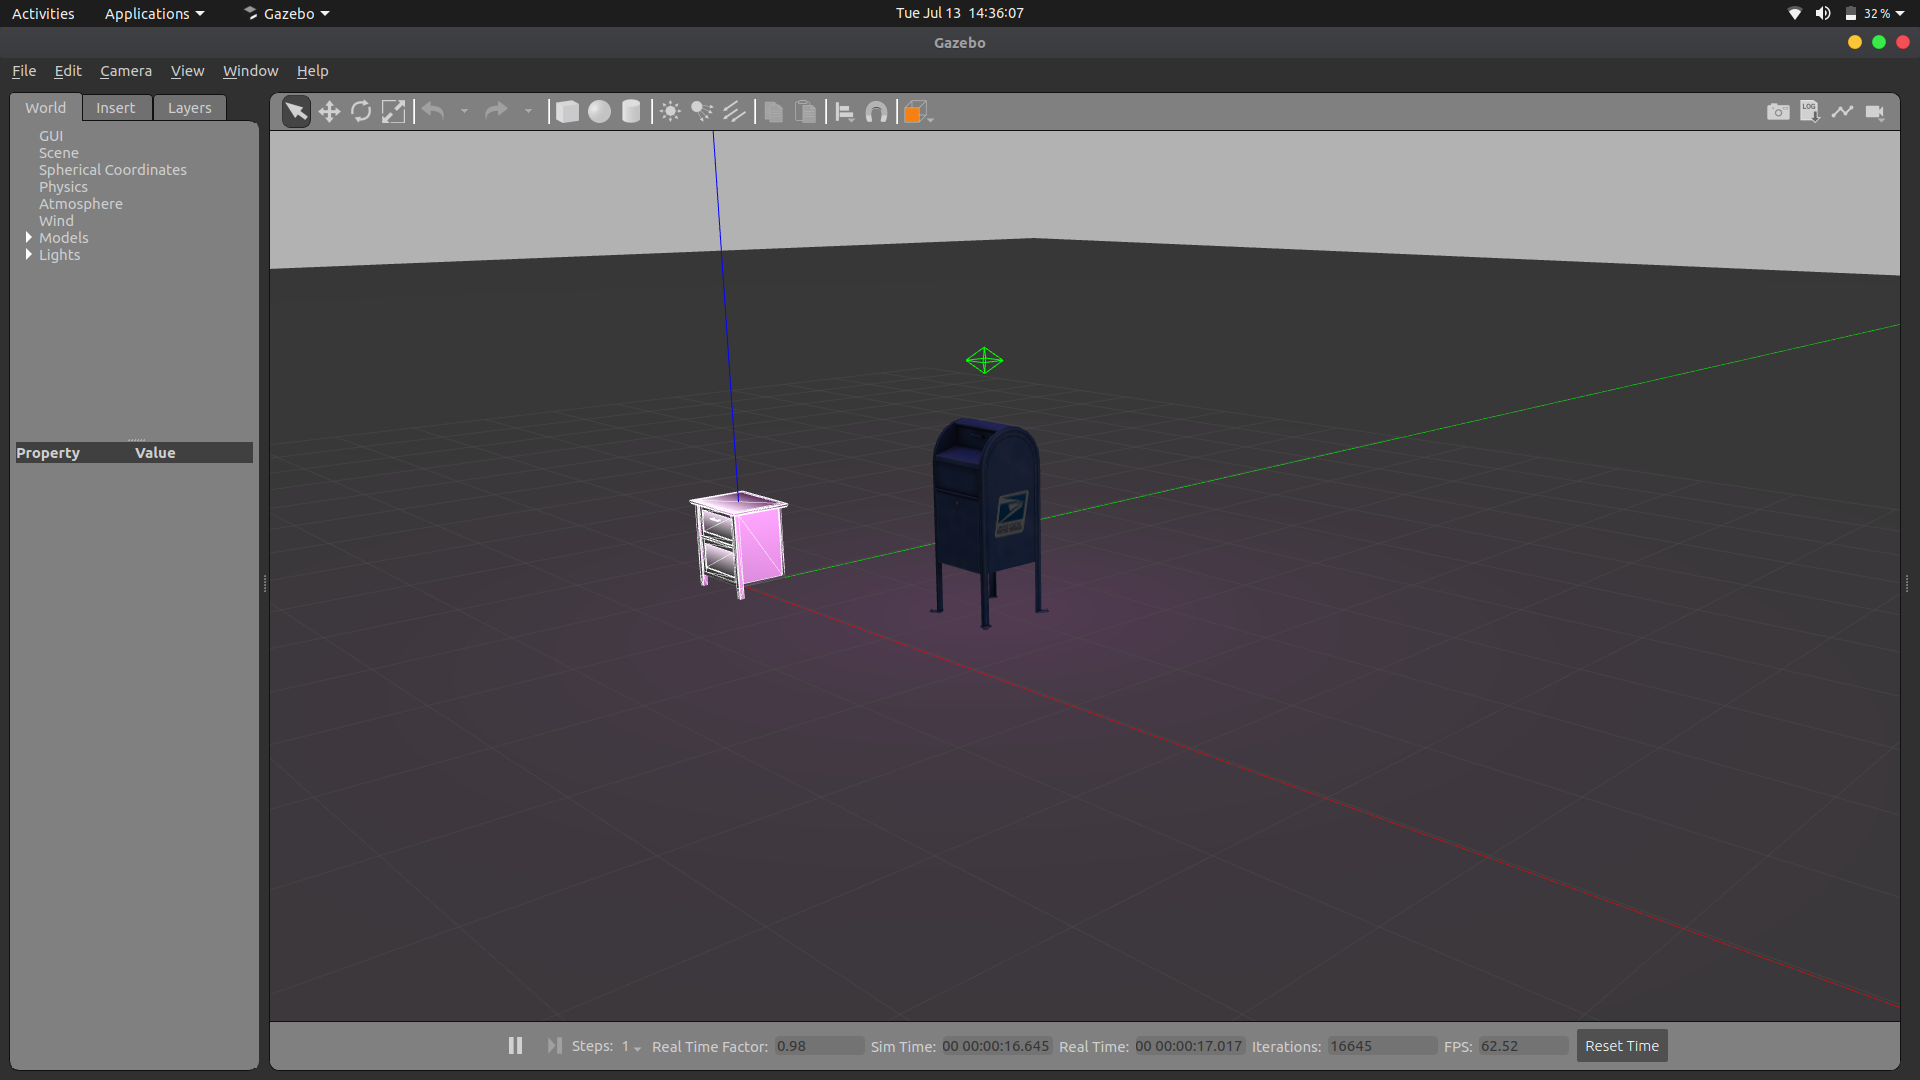 Activities Applications Gazebo Tue Jul 13 14:36:07 32 %
Gazebo
File Edit Camera View Window Help
World Insert Layers
LOG
GUI
Scene
Spherical Coordinates
Physics
Atmosphere
Wind
Models
Lights
Property Value
Steps: 1 Real Time Factor: 0.98 Sim Time: 00 00:00:16.645 Real Time: 00 00:00:17.017 Iterations: 16645 FPS: 62.52 Reset Time